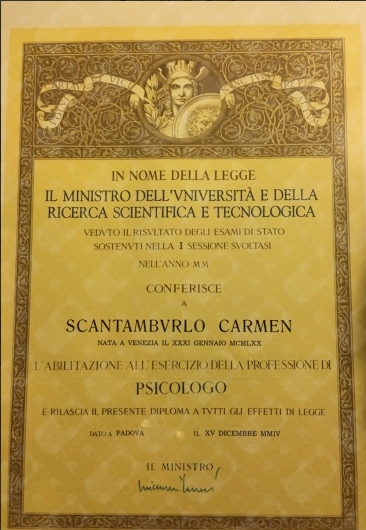 IN NOME DELLA LEGGE
IL MINISTRO DELL'VNIVERSITÀ E DELLA
RICERCA SCIENTIFICA E TECNOLOGICA
VEDVTO IL RISVLTATO DEGLI ESAMI DI STATO
SOSTENVTI NELLA I SESSIONE SVOLTASI
NELL'ANNO MM
CONFERISCE
A
SCANTAMBVRLO CARMEN
NATA A VENEZIA IL XXXI GENNAIO MCMLXX
L'ABILITAZIONE ALL'ESERCIZIO DELLA PROFESSIONE DI
PSICOLOGO
E RILASCIA IL PRESENTE DIPLOMA A TVTTI GLI EFFETTI DI LEGGE
DATO A PADOVA IL XV DICEMBRE MMIV
IL MINISTRO